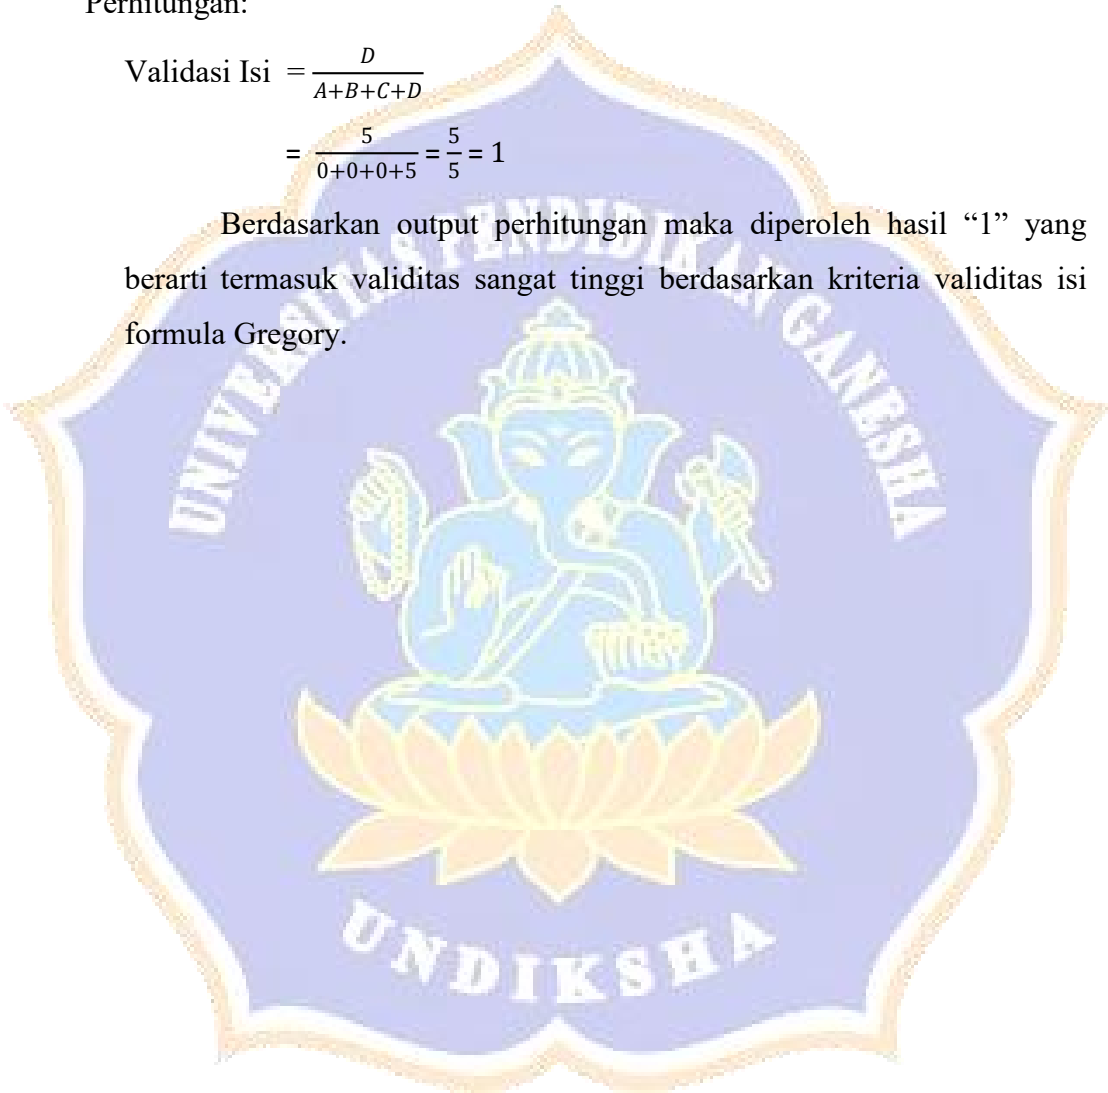 Perhitungan:
Validasi Isi = D/(A+B+C+D)
= 5/(0+0+0+5) = 5/5 = 1
Berdasarkan output perhitungan maka diperoleh hasil “1” yang
berarti termasuk validitas sangat tinggi berdasarkan kriteria validitas isi
formula Gregory.
UNIVERSITAS PENDIDIKAN GANESHA
UNDIKSHA